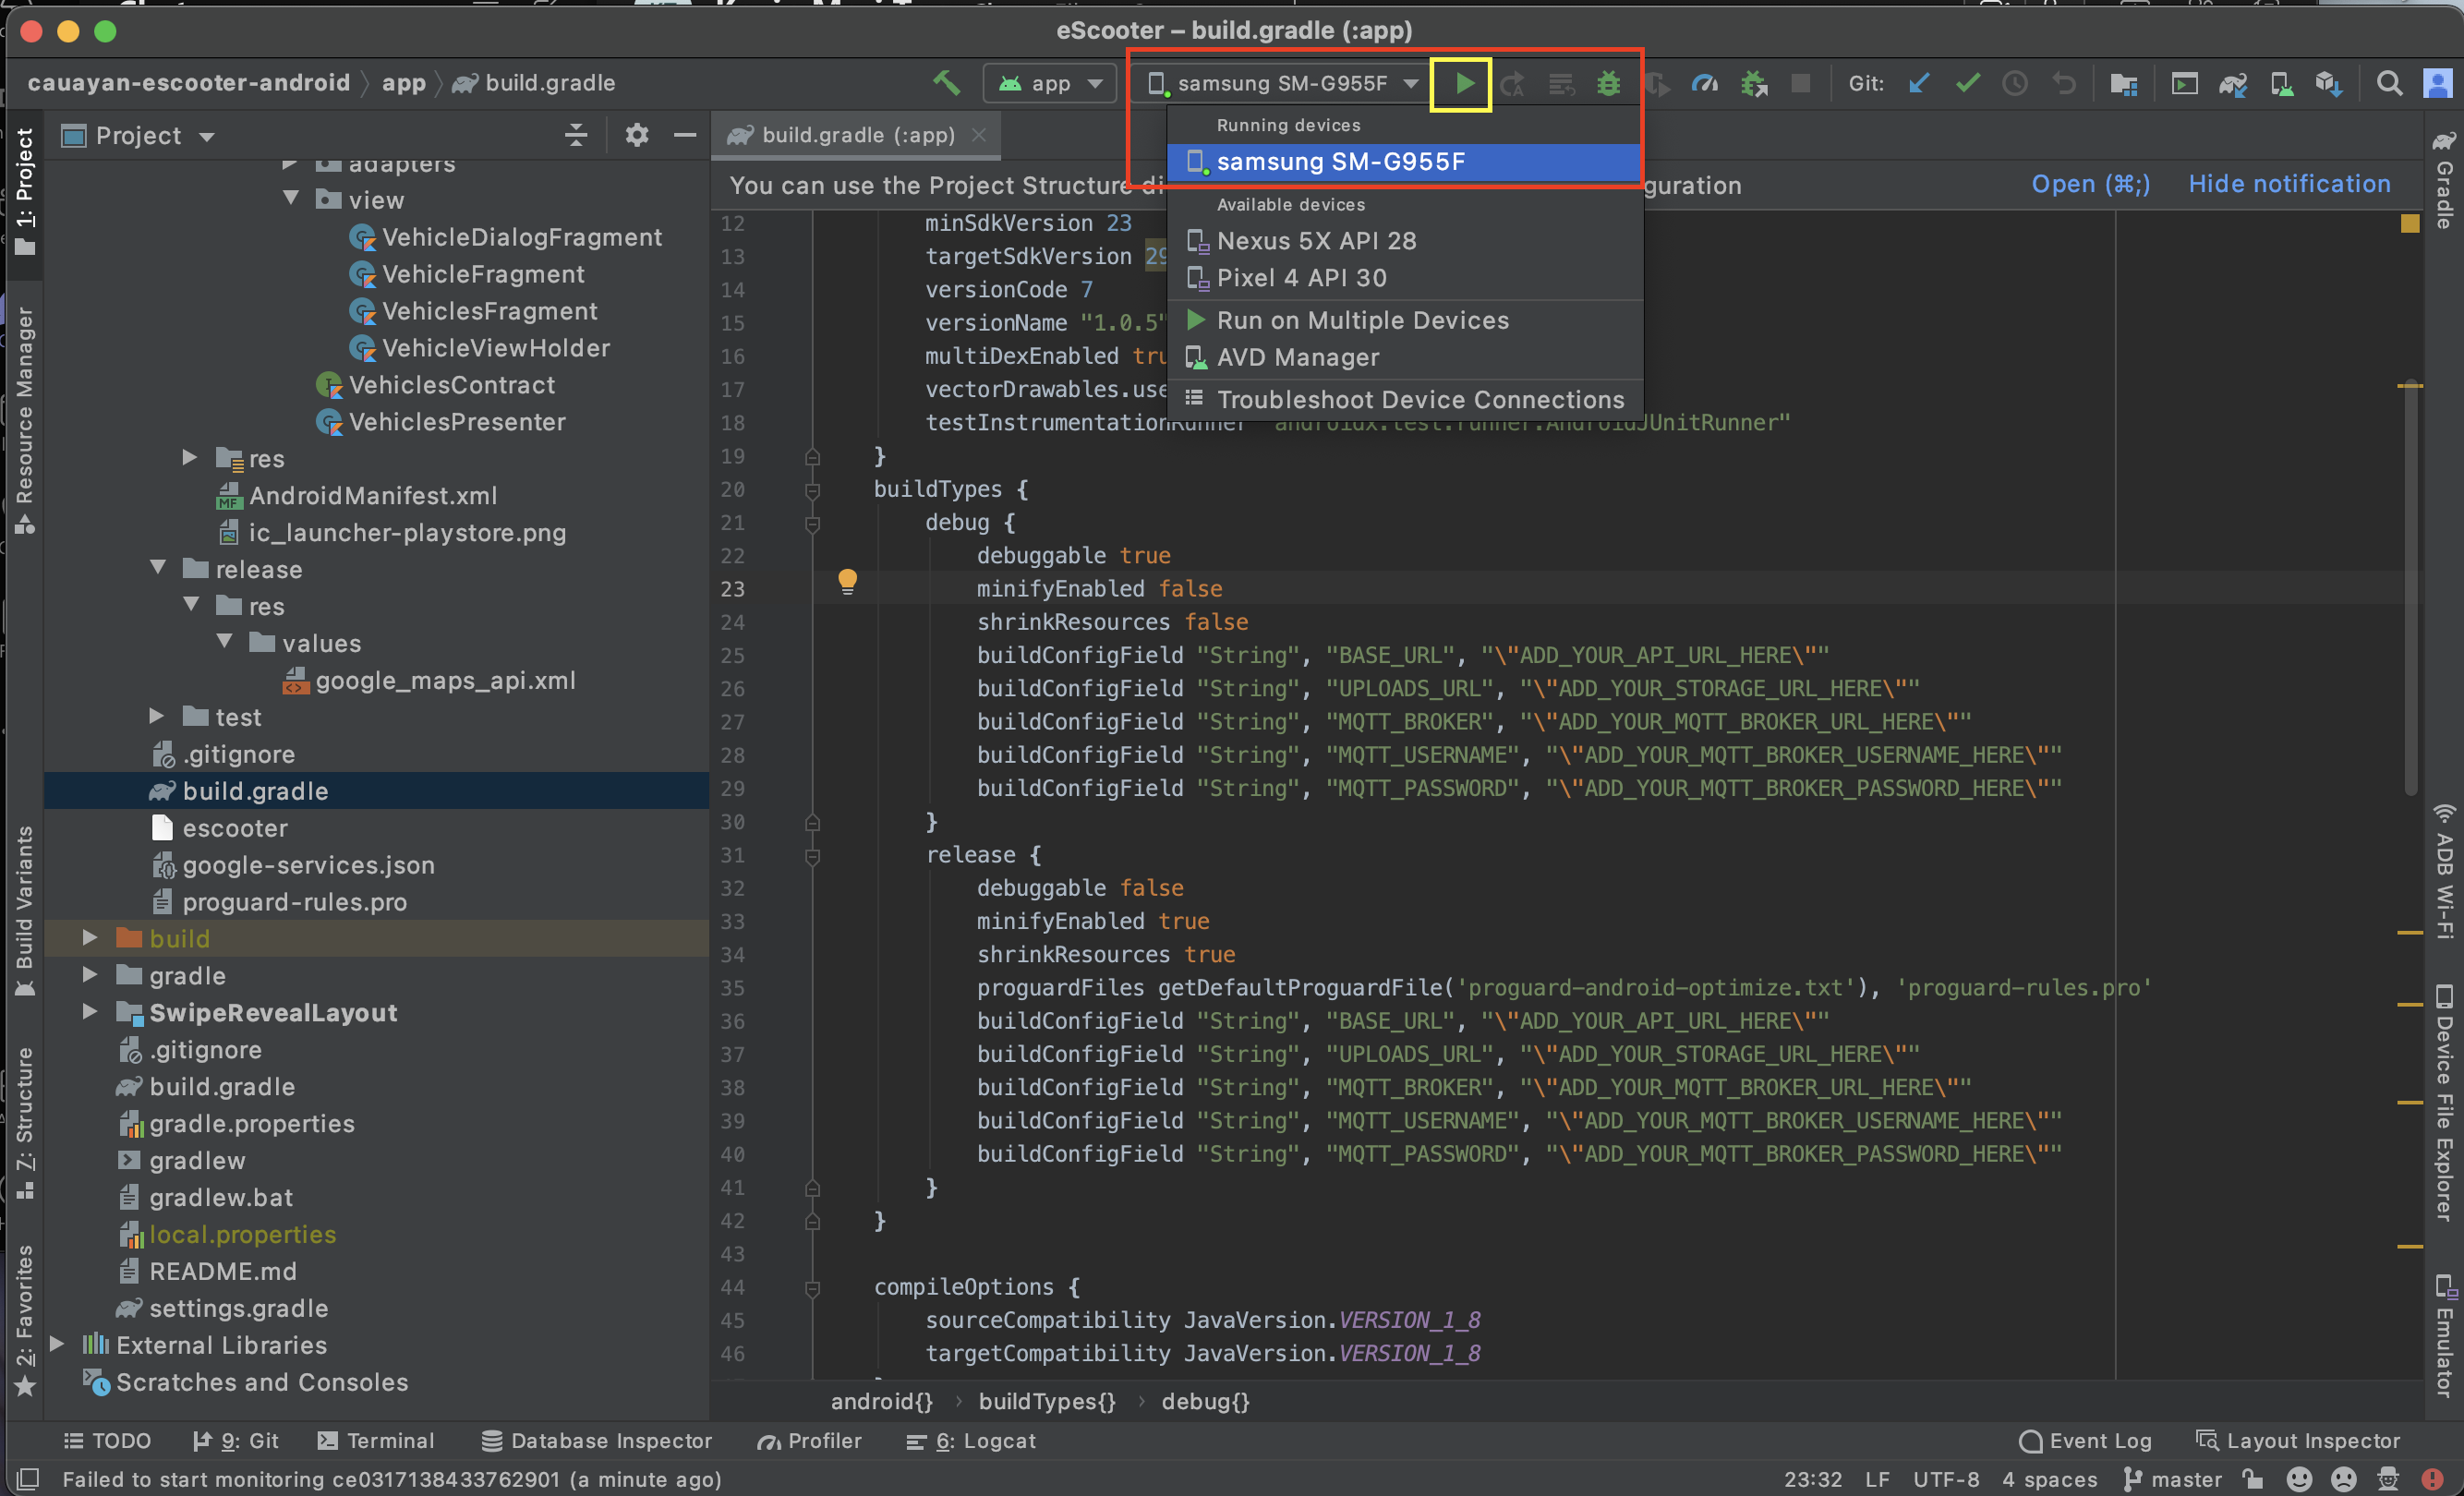 eScooter – build.gradle (:app)
cauayan-escooter-android app build.gradle
app
samsung SM-G955F
Git:
Project
build.gradle (:app)
Running devices
samsung SM-G955F
Available devices
Nexus 5X API 28
Pixel 4 API 30
Run on Multiple Devices
AVD Manager
Troubleshoot Device Connections
You can use the Project Structure di
guration
Open (⌘;)
Hide notification
1: Project
Resource Manager
Build Variants
7: Structure
2: Favorites
adapters
view
VehicleDialogFragment
VehicleFragment
VehiclesFragment
VehicleViewHolder
VehiclesContract
VehiclesPresenter
res
AndroidManifest.xml
ic_launcher-playstore.png
release
res
values
google_maps_api.xml
test
.gitignore
build.gradle
escooter
google-services.json
proguard-rules.pro
build
gradle
SwipeRevealLayout
.gitignore
build.gradle
gradle.properties
gradlew
gradlew.bat
local.properties
README.md
settings.gradle
External Libraries
Scratches and Consoles
12 minSdkVersion 23
13 targetSdkVersion 29
14 versionCode 7
15 versionName "1.0.5"
16 multiDexEnabled tru
17 vectorDrawables.use
18 testInstrumentationRunner "androidx.test.runner.AndroidJUnitRunner"
19 }
20 buildTypes {
21 debug {
22 debuggable true
23 minifyEnabled false
24 shrinkResources false
25 buildConfigField "String", "BASE_URL", "\"ADD_YOUR_API_URL_HERE\""
26 buildConfigField "String", "UPLOADS_URL", "\"ADD_YOUR_STORAGE_URL_HERE\""
27 buildConfigField "String", "MQTT_BROKER", "\"ADD_YOUR_MQTT_BROKER_URL_HERE\""
28 buildConfigField "String", "MQTT_USERNAME", "\"ADD_YOUR_MQTT_BROKER_USERNAME_HERE\""
29 buildConfigField "String", "MQTT_PASSWORD", "\"ADD_YOUR_MQTT_BROKER_PASSWORD_HERE\""
30 }
31 release {
32 debuggable false
33 minifyEnabled true
34 shrinkResources true
35 proguardFiles getDefaultProguardFile('proguard-android-optimize.txt'), 'proguard-rules.pro'
36 buildConfigField "String", "BASE_URL", "\"ADD_YOUR_API_URL_HERE\""
37 buildConfigField "String", "UPLOADS_URL", "\"ADD_YOUR_STORAGE_URL_HERE\""
38 buildConfigField "String", "MQTT_BROKER", "\"ADD_YOUR_MQTT_BROKER_URL_HERE\""
39 buildConfigField "String", "MQTT_USERNAME", "\"ADD_YOUR_MQTT_BROKER_USERNAME_HERE\""
40 buildConfigField "String", "MQTT_PASSWORD", "\"ADD_YOUR_MQTT_BROKER_PASSWORD_HERE\""
41 }
42 }
43
44 compileOptions {
45 sourceCompatibility JavaVersion.VERSION_1_8
46 targetCompatibility JavaVersion.VERSION_1_8
android{} › buildTypes{} › debug{}
Gradle
ADB Wi-Fi
Device File Explorer
Emulator
TODO
9: Git
Terminal
Database Inspector
Profiler
6: Logcat
Event Log
Layout Inspector
Failed to start monitoring ce0317138433762901 (a minute ago)
23:32 LF UTF-8 4 spaces master